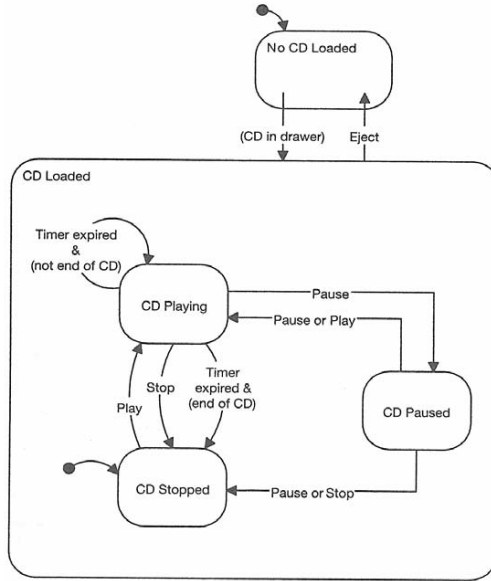 No CD Loaded
(CD in drawer)
Eject
CD Loaded
Timer expired
&
(not end of CD)
CD Playing
Pause
Pause or Play
Stop
Timer
expired &
(end of CD)
Play
CD Paused
CD Stopped
Pause or Stop